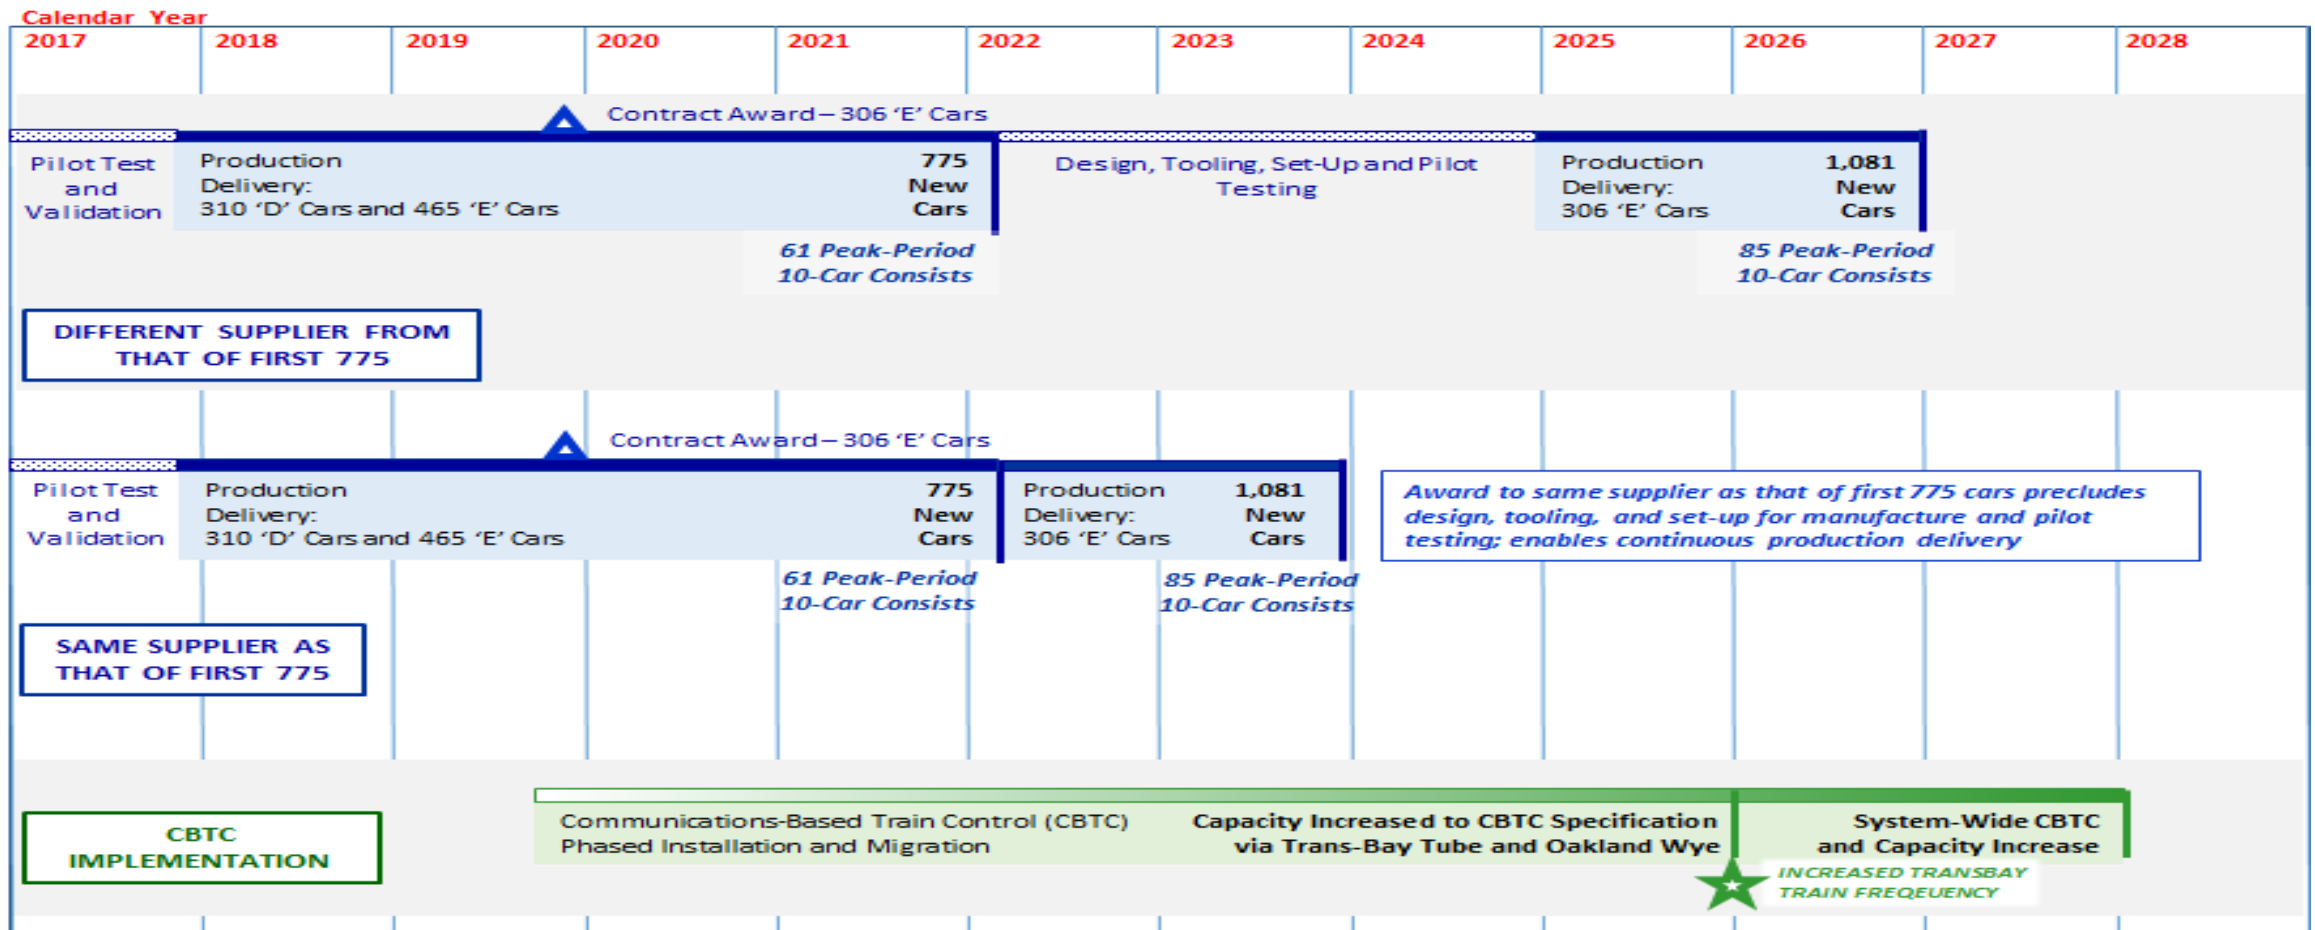 Calendar Year
2017 2018 2019 2020 2021 2022 2023 2024 2025 2026 2027 2028
Contract Award – 306 ‘E’ Cars
Pilot Test
and
Validation
Production
Delivery:
310 ‘D’ Cars and 465 ‘E’ Cars
775
New
Cars
Design, Tooling, Set-Up and Pilot
Testing
Production
Delivery:
306 ‘E’ Cars
1,081
New
Cars
61 Peak-Period
10-Car Consists
85 Peak-Period
10-Car Consists
DIFFERENT SUPPLIER FROM
THAT OF FIRST 775
Contract Award – 306 ‘E’ Cars
Pilot Test
and
Validation
Production
Delivery:
310 ‘D’ Cars and 465 ‘E’ Cars
775
New
Cars
Production
Delivery:
306 ‘E’ Cars
1,081
New
Cars
Award to same supplier as that of first 775 cars precludes
design, tooling, and set-up for manufacture and pilot
testing; enables continuous production delivery
61 Peak-Period
10-Car Consists
85 Peak-Period
10-Car Consists
SAME SUPPLIER AS
THAT OF FIRST 775
CBTC
IMPLEMENTATION
Communications-Based Train Control (CBTC)
Phased Installation and Migration
Capacity Increased to CBTC Specification
via Trans-Bay Tube and Oakland Wye
System-Wide CBTC
and Capacity Increase
INCREASED TRANSBAY
TRAIN FREQEUENCY